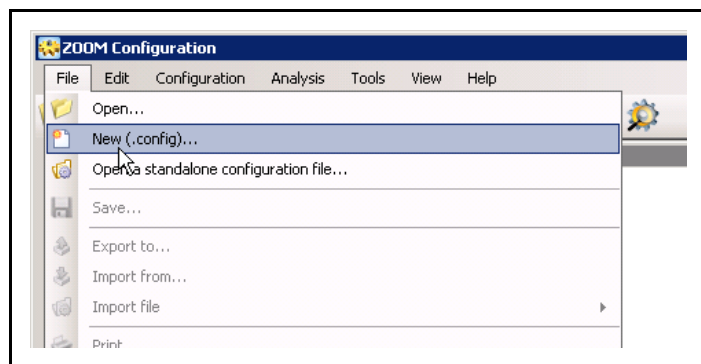 ZOOM Configuration
File Edit Configuration Analysis Tools View Help
Open...
New (.config)...
Open a standalone configuration file...
Save...
Export to...
Import from...
Import file
Print